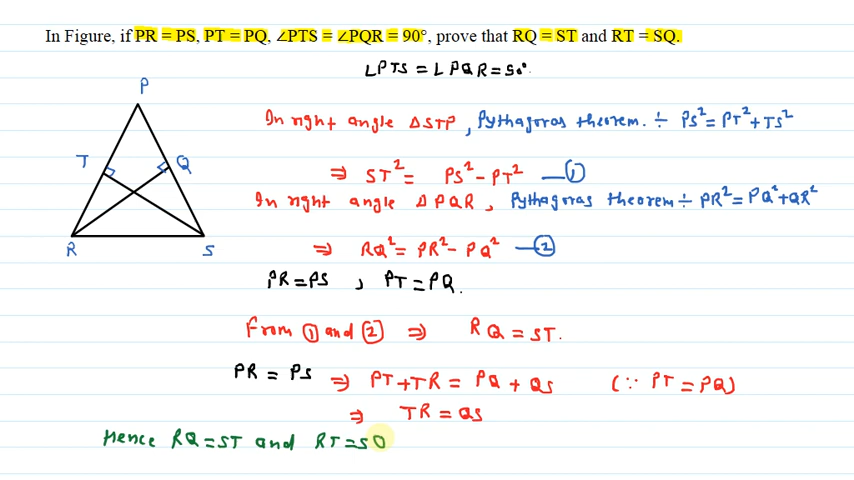 In Figure, if PR = PS, PT = PQ, ∠PTS = ∠PQR = 90°, prove that RQ = ST and RT = SQ.
∠PTS = ∠PQR = 90°.
P
In right angle ΔSTP, Pythagoras theorem. ÷ PS² = PT² + TS²
T Q
⇒ ST² = PS² - PT² —①
In right angle ΔPQR, Pythagoras theorem ÷ PR² = PQ² + QR²
R S
⇒ RQ² = PR² - PQ² —②
PR = PS , PT = PQ.
From ① and ② ⇒ RQ = ST.
PR = PS ⇒ PT + TR = PQ + QS (∵ PT = PQ)
⇒ TR = QS
Hence RQ = ST and RT = SQ